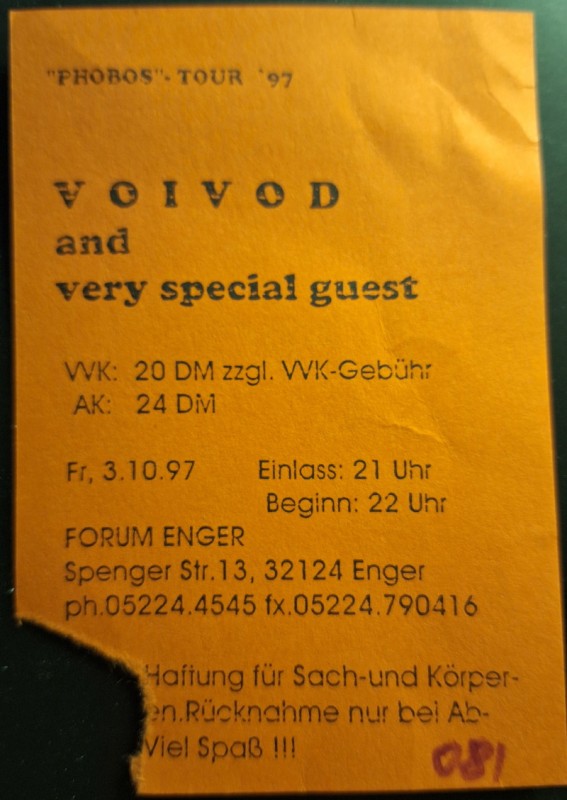 "PHOBOS"- TOUR '97
VOIVOD
and
very special guest
VVK: 20 DM zzgl. VVK-Gebühr
AK: 24 DM
Fr, 3.10.97 Einlass: 21 Uhr
Beginn: 22 Uhr
FORUM ENGER
Spenger Str.13, 32124 Enger
ph.05224.4545 fx.05224.790416
Haftung für Sach-und Körper-
en.Rücknahme nur bei Ab-
Viel Spaß !!!
081